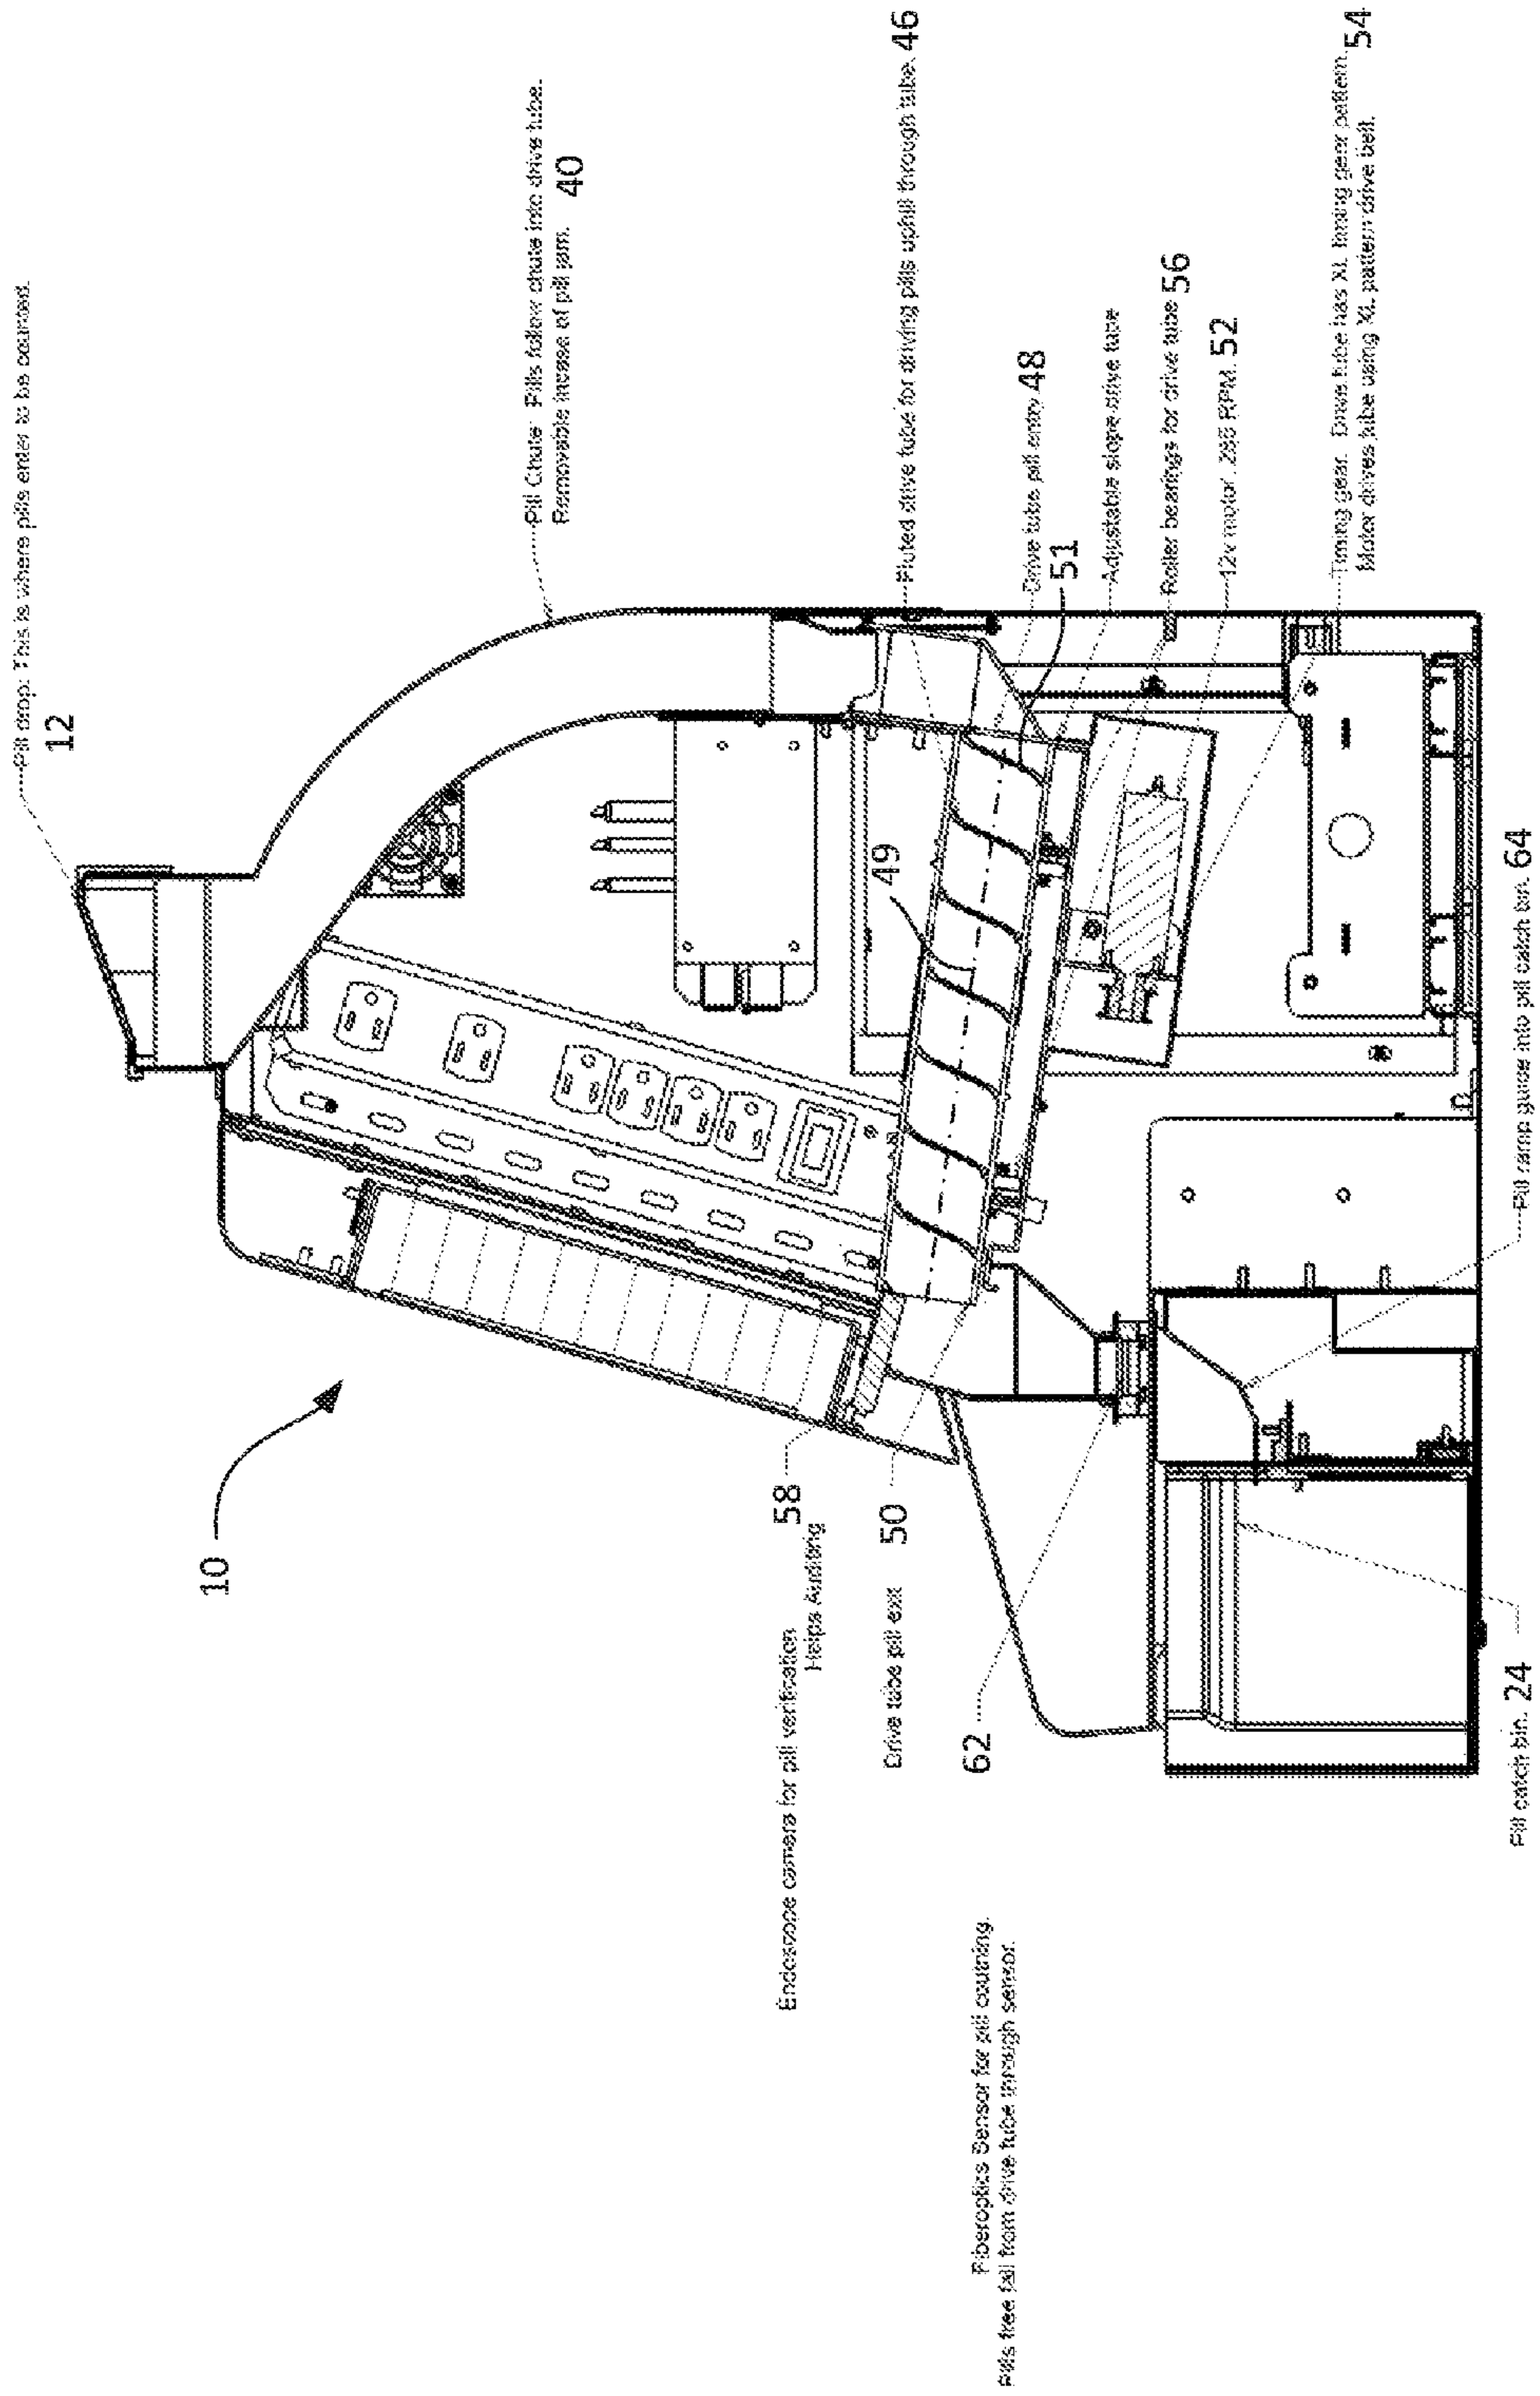 Pill drop: This is where pills enter to be counted.
12
Pill Chute: Pills follow chute into drive tube.
Removable incase of pill jam. 40
10
Fluted drive tube for driving pills uphill through tube. 46
Drive tube pill entry 48
51
49
Adjustable slope drive tube
Roller bearings for drive tube 56
12v motor. 285 RPM. 52
Timing gear. Drive tube has XL timing gear pattern.
Motor drives tube using XL pattern drive belt. 54
Pill ramp guide into pill catch bin. 64
58
Endoscope camera for pill verification
Helps Auditing
Drive tube pill exit 50
62
Fiberoptics Sensor for pill coutning.
Pills free fall from drive tube through sensor.
Pill catch bin. 24